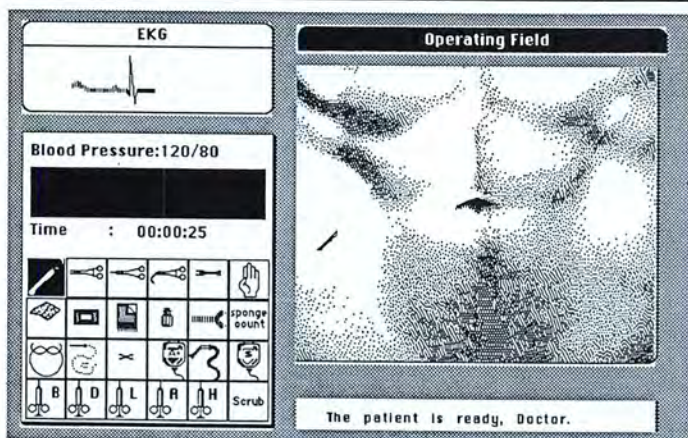 EKG
Blood Pressure:120/80
Time : 00:00:25
sponge
count
B D L A H Scrub
Operating Field
The patient is ready, Doctor.